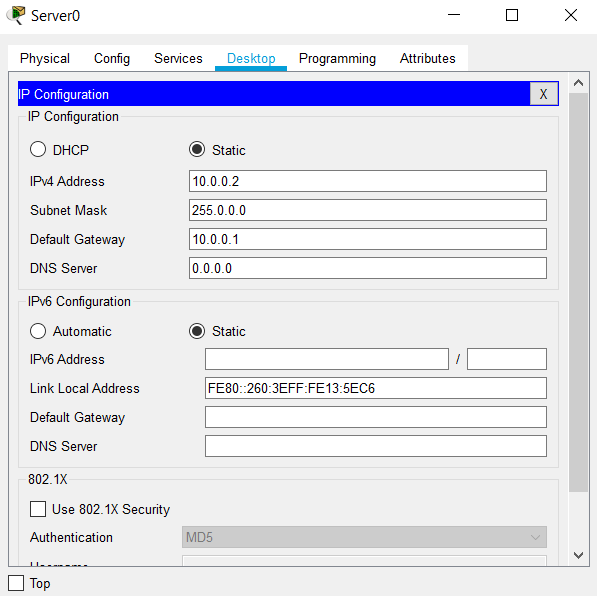 Server0
Physical Config Services Desktop Programming Attributes
IP Configuration
X
IP Configuration
DHCP Static
IPv4 Address 10.0.0.2
Subnet Mask 255.0.0.0
Default Gateway 10.0.0.1
DNS Server 0.0.0.0
IPv6 Configuration
Automatic Static
IPv6 Address /
Link Local Address FE80::260:3EFF:FE13:5EC6
Default Gateway
DNS Server
802.1X
Use 802.1X Security
Authentication MD5
Username
Top